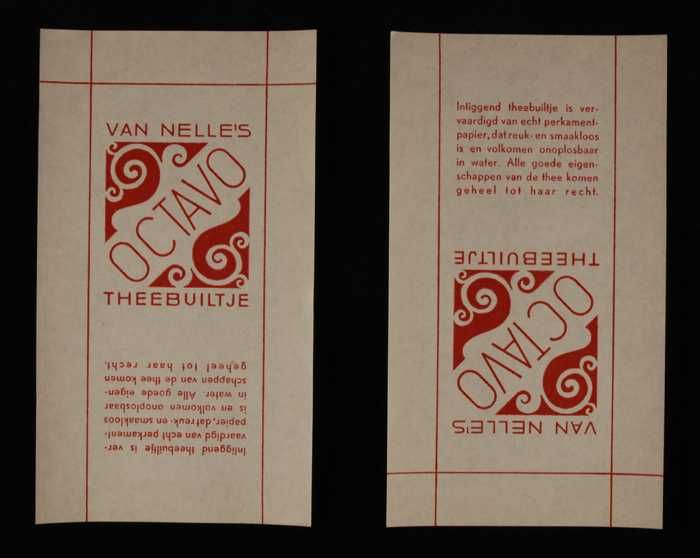 VAN NELLE'S
OCTAVO
THEEBUILTJE
Inliggend theebuiltje is ver-
vaardigd van echt perkament-
papier, dat reuk- en smaakloos
is en volkomen onoplosbaar
in water. Alle goede eigen-
schappen van de thee komen
geheel tot haar recht.
Inliggend theebuiltje is ver-
vaardigd van echt perkament-
papier, dat reuk- en smaakloos
is en volkomen onoplosbaar
in water. Alle goede eigen-
schappen van de thee komen
geheel tot haar recht.
VAN NELLE'S
OCTAVO
THEEBUILTJE